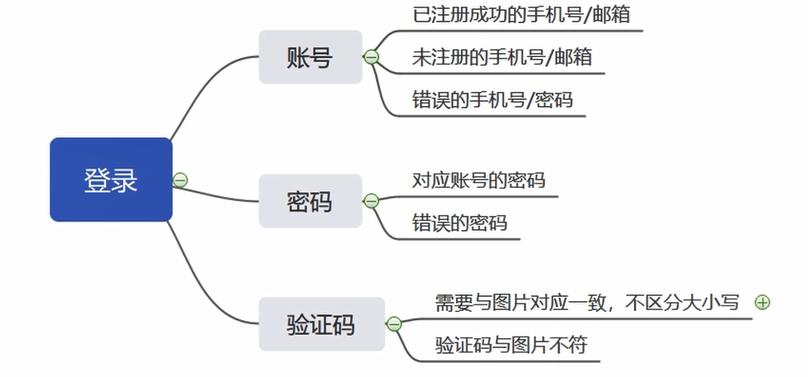 登录
账号
已注册成功的手机号/邮箱
未注册的手机号/邮箱
错误的手机号/密码
密码
对应账号的密码
错误的密码
验证码
需要与图片对应一致，不区分大小写
验证码与图片不符